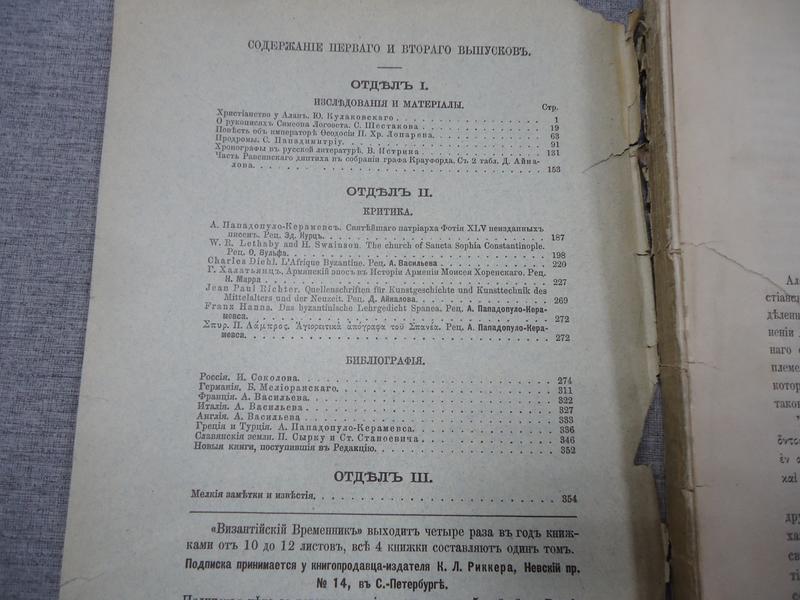 СОДЕРЖАНІЕ ПЕРВАГО И ВТОРАГО ВЫПУСКОВЪ.
ОТДѢЛЪ I.
ИЗСЛѢДОВАНІЯ И МАТЕРІАЛЫ.
Стр.
Христіанство у Аланъ. Ю. Кулаковскаго . . . 1
О рукописяхъ Симеона Логоѳета. С. Шестакова . . . 19
Повѣсть объ императорѣ Ѳеодосіи II. Хр. Лопарева . . . 63
Продромы. С. Пападимитріу . . . 91
Хронографы въ русской литературѣ. В. Истрина . . . 131
Часть Равеннскаго диптиха въ собраніи графа Крауфорда. Съ 2 табл. Д. Айна-
лова . . . 153
ОТДѢЛЪ II.
КРИТИКА.
А. Пападопуло-Керамевсъ. Святѣйшаго патріарха Фотія XLV неизданныхъ
писемъ. Рец. Эд. Курцъ . . . 187
W. R. Lethaby and H. Swainson. The church of Sancta Sophia Constantinople.
Рец. О. Вульфа . . . 198
Charles Diehl. L'Afrique Byzantine. Рец. А. Васильева . . . 220
Г. Халатьянцъ. Армянскій эпосъ въ Исторіи Арменіи Моисея Хоренскаго. Рец.
Н. Марра . . . 227
Jean Paul Richter. Quellenschriften für Kunstgeschichte und Kunsttechnik des
Mittelalters und der Neuzeit. Рец. Д. Айналова . . . 269
Franz Hanna. Das byzantinische Lehrgedicht Spaneas. Рец. А. Пападопуло-Кера-
мевса . . . 272
Σπυρ. Π. Λάμπρος. Ἁγιορειτικὰ ἀπόγραφα τοῦ Σπανέα. Рец. А. Пападопуло-Кера-
мевса . . . 272
БИБЛІОГРАФІЯ.
Россія. И. Соколова . . . 274
Германія. Б. Меліоранскаго . . . 311
Франція. А. Васильева . . . 322
Италія. А. Васильева . . . 327
Англія. А. Васильева . . . 333
Греція и Турція. А. Пападопуло-Керамевса . . . 336
Славянскія земли. П. Сырку и Ст. Станоевича . . . 346
Новыя книги, поступившія въ Редакцію . . . 352
ОТДѢЛЪ III.
Мелкія замѣтки и извѣстія . . . 354
«Византійскій Временникъ» выходитъ четыре раза въ годъ книж-
ками отъ 10 до 12 листовъ, всѣ 4 книжки составляютъ одинъ томъ.
Подписка принимается у книгопродавца-издателя К. Л. Риккера, Невскій пр.
№ 14, въ С.-Петербургѣ.